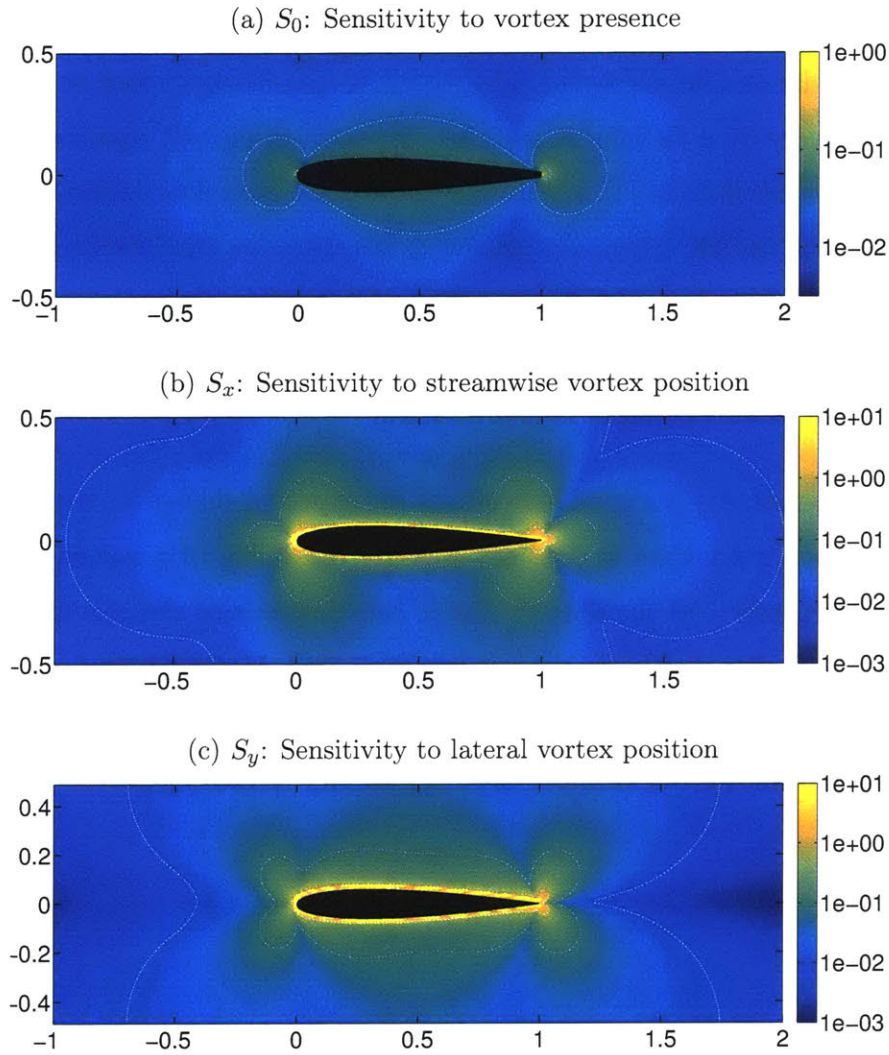 (a) S₀: Sensitivity to vortex presence
0.5
0
-0.5
-1
-0.5
0
0.5
1
1.5
2
1e+00
1e-01
1e-02
(b) Sₓ: Sensitivity to streamwise vortex position
0.5
0
-0.5
-0.5
0
0.5
1
1.5
1e+01
1e+00
1e-01
1e-02
1e-03
(c) S_y: Sensitivity to lateral vortex position
0.4
0.2
0
-0.2
-0.4
-1
-0.5
0
0.5
1
1.5
2
1e+01
1e+00
1e-01
1e-02
1e-03